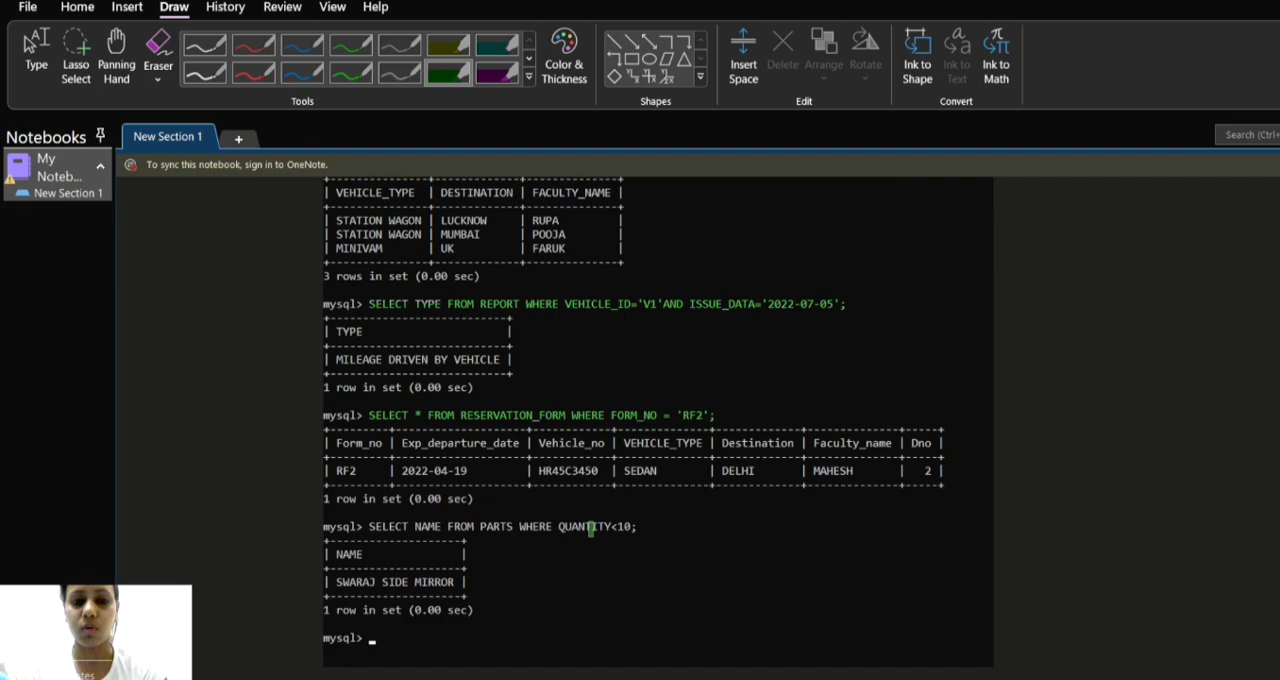 File Home Insert Draw History Review View Help
Type
Lasso Select
Panning Hand
Eraser
Color & Thickness
Insert Space
Delete
Arrange
Rotate
Ink to Shape
Ink to Text
Ink to Math
Tools
Shapes
Edit
Convert
Notebooks
New Section 1
+
Search (Ctrl+
My Noteb...
New Section 1
To sync this notebook, sign in to OneNote.
| VEHICLE_TYPE | DESTINATION | FACULTY_NAME |
| STATION WAGON | LUCKNOW | RUPA |
| STATION WAGON | MUMBAI | POOJA |
| MINIVAM | UK | FARUK |
3 rows in set (0.00 sec)
mysql> SELECT TYPE FROM REPORT WHERE VEHICLE_ID='V1'AND ISSUE_DATA='2022-07-05';
| TYPE |
| MILEAGE DRIVEN BY VEHICLE |
1 row in set (0.00 sec)
mysql> SELECT * FROM RESERVATION_FORM WHERE FORM_NO = 'RF2';
| Form_no | Exp_departure_date | Vehicle_no | VEHICLE_TYPE | Destination | Faculty_name | Dno |
| RF2 | 2022-04-19 | HR45C3450 | SEDAN | DELHI | MAHESH | 2 |
1 row in set (0.00 sec)
mysql> SELECT NAME FROM PARTS WHERE QUANTITY<10;
| NAME |
| SWARAJ SIDE MIRROR |
1 row in set (0.00 sec)
mysql>